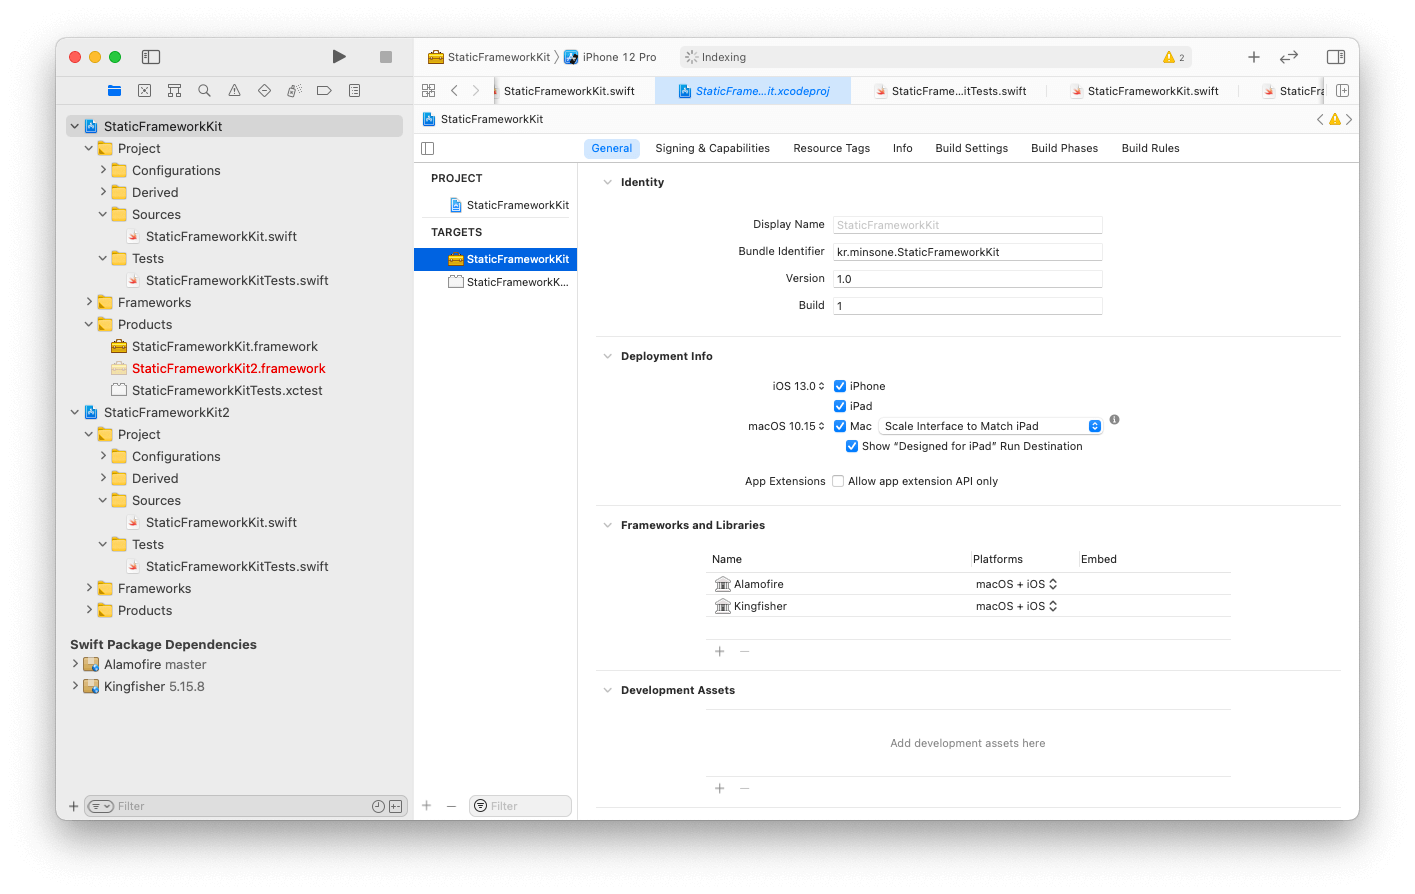 StaticFrameworkKit
iPhone 12 Pro
Indexing
2
StaticFrameworkKit.swift
StaticFrame...it.xcodeproj
StaticFrame...itTests.swift
StaticFrameworkKit.swift
StaticFra
StaticFrameworkKit
General
Signing & Capabilities
Resource Tags
Info
Build Settings
Build Phases
Build Rules
StaticFrameworkKit
Project
Configurations
Derived
Sources
StaticFrameworkKit.swift
Tests
StaticFrameworkKitTests.swift
Frameworks
Products
StaticFrameworkKit.framework
StaticFrameworkKit2.framework
StaticFrameworkKitTests.xctest
StaticFrameworkKit2
Project
Configurations
Derived
Sources
StaticFrameworkKit.swift
Tests
StaticFrameworkKitTests.swift
Frameworks
Products
Swift Package Dependencies
Alamofire master
Kingfisher 5.15.8
Filter
PROJECT
StaticFrameworkKit
TARGETS
StaticFrameworkKit
StaticFrameworkK...
Filter
Identity
Display Name StaticFrameworkKit
Bundle Identifier kr.minsone.StaticFrameworkKit
Version 1.0
Build 1
Deployment Info
iOS 13.0 iPhone
iPad
macOS 10.15 Mac Scale Interface to Match iPad
Show “Designed for iPad” Run Destination
App Extensions Allow app extension API only
Frameworks and Libraries
Name Platforms Embed
Alamofire macOS + iOS
Kingfisher macOS + iOS
Development Assets
Add development assets here